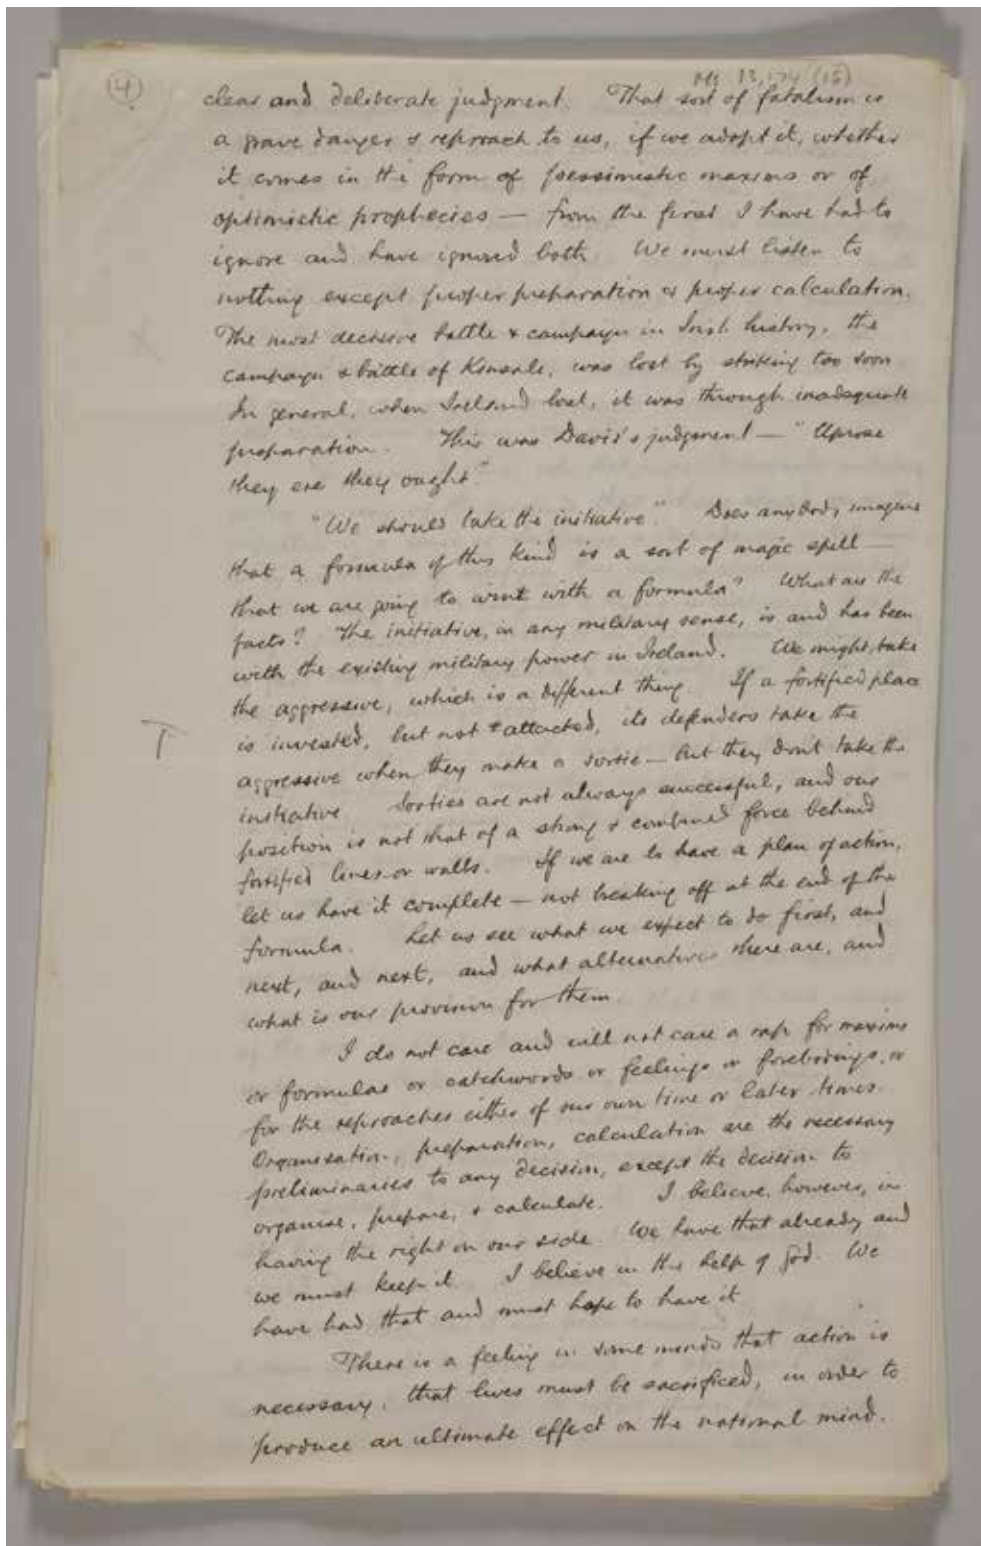 4
MS 13,174 (15)
clear and deliberate judgment. That sort of fatalism is
a grave danger & reproach to us, if we adopt it, whether
it comes in the form of pessimistic maxims or of
optimistic prophecies — from the first I have had to
ignore and have ignored both. We must listen to
nothing except proper preparation & proper calculation.
The most decisive battle & campaign in Irish history, the
campaign & battle of Kinsale, was lost by striking too soon
In general, when Ireland lost, it was through inadequate
preparation. This was Davis's judgment — "Uprose
they ere they ought"
"We should take the initiative". Does anybody imagine
that a formula of this kind is a sort of magic spell —
that we are going to wint with a formula? What are the
facts? The initiative, in any military sense, is and has been
with the existing military power in Ireland. We might take
the aggressive, which is a different thing. If a fortified place
is invested, but not attacked, its defenders take the
aggressive when they make a sortie — but they don't take the
initiative Sorties are not always successful, and our
position is not that of a strong & combined force behind
fortified lines or walls. If we are to have a plan of action,
let us have it complete — not breaking off at the end of the
formula. Let us see what we expect to do first, and
next, and next, and what alternatives there are, and
what is our provision for them.
I do not care and will not care a rap for maxims
or formulas or catchwords or feelings or forebodings, or
for the reproaches either of our own time or later times.
Organisation, preparation, calculation are the necessary
preliminaries to any decision, except the decision to
organise, prepare, & calculate. I believe, however, in
having the right on our side. We have that already and
we must keep it. I believe in the help of God. We
have had that and must hope to have it
There is a feeling in some minds that action is
necessary, that lives must be sacrificed, in order to
produce an ultimate effect on the national mind.
T